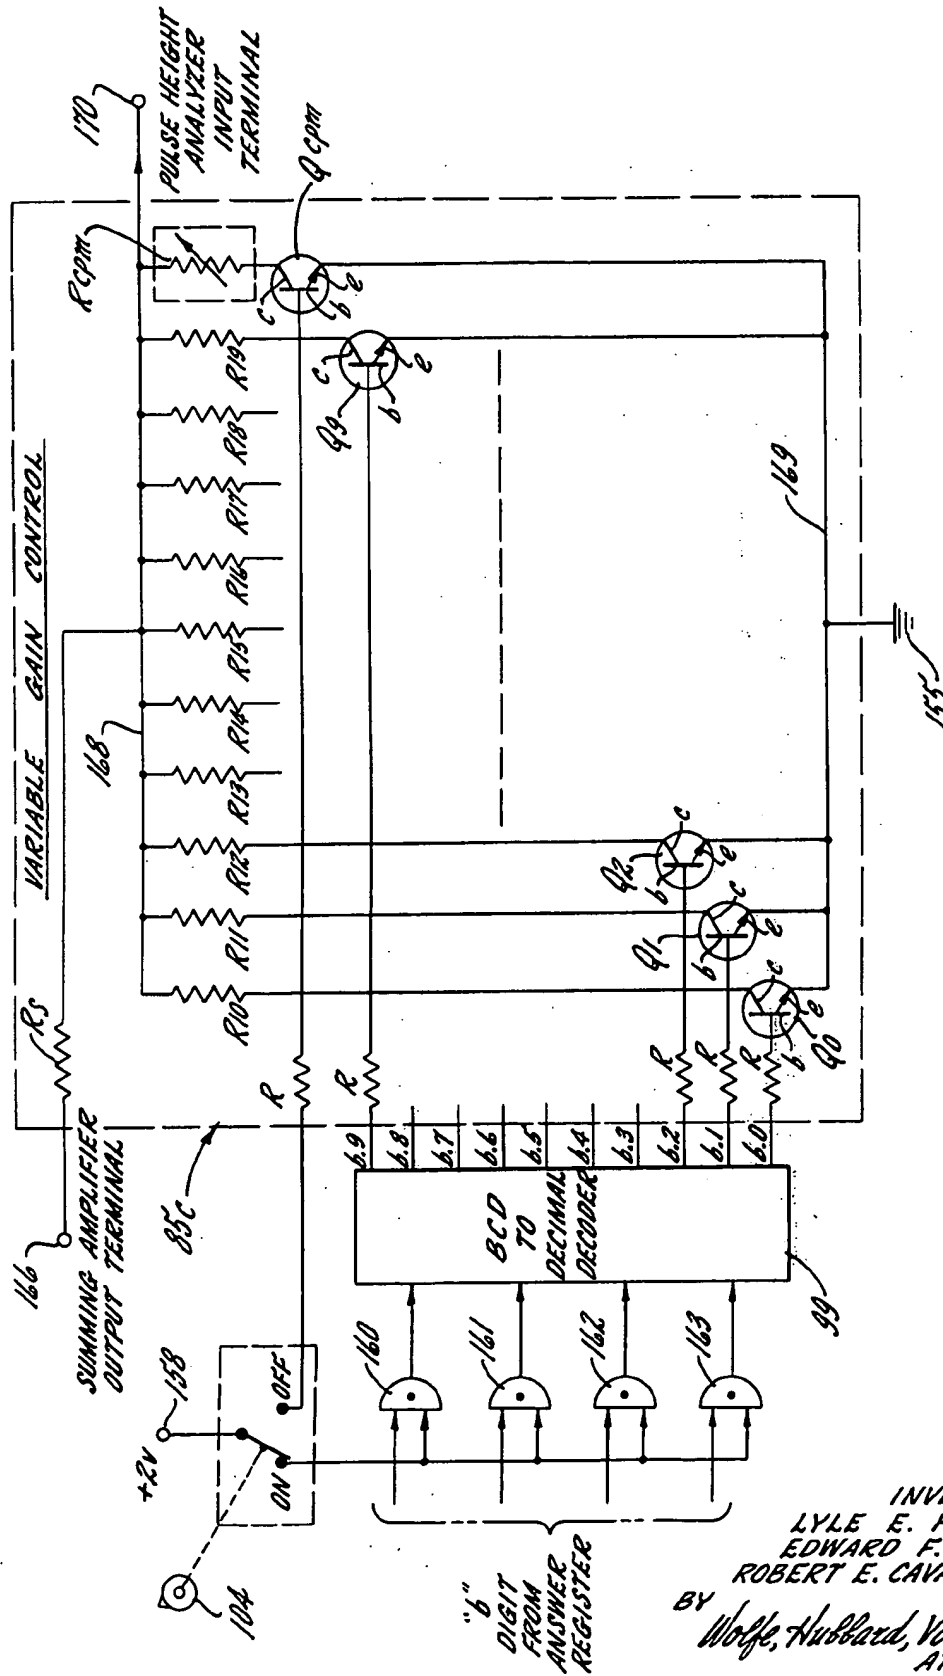 VARIABLE GAIN CONTROL
166
SUMMING AMPLIFIER
OUTPUT TERMINAL
RS
168
170
PULSE HEIGHT
ANALYZER
INPUT
TERMINAL
Rcpm
Qcpm
c
b
e
R10
R11
R12
R13
R14
R15
R16
R17
R18
R19
Q9
c
b
e
Q2
b
c
e
Q1
b
c
e
Q0
b
c
e
R
R
R
R
R
169
155
85c
104
+2V
158
ON
OFF
160
161
162
163
"b"
DIGIT
FROM
ANSWER
REGISTER
BCD
TO
DECIMAL
DECODER
99
b.9
b.8
b.7
b.6
b.5
b.4
b.3
b.2
b.1
b.0
LYLE E.
EDWARD F.
ROBERT E.
BY
Wolfe, Hubbard,